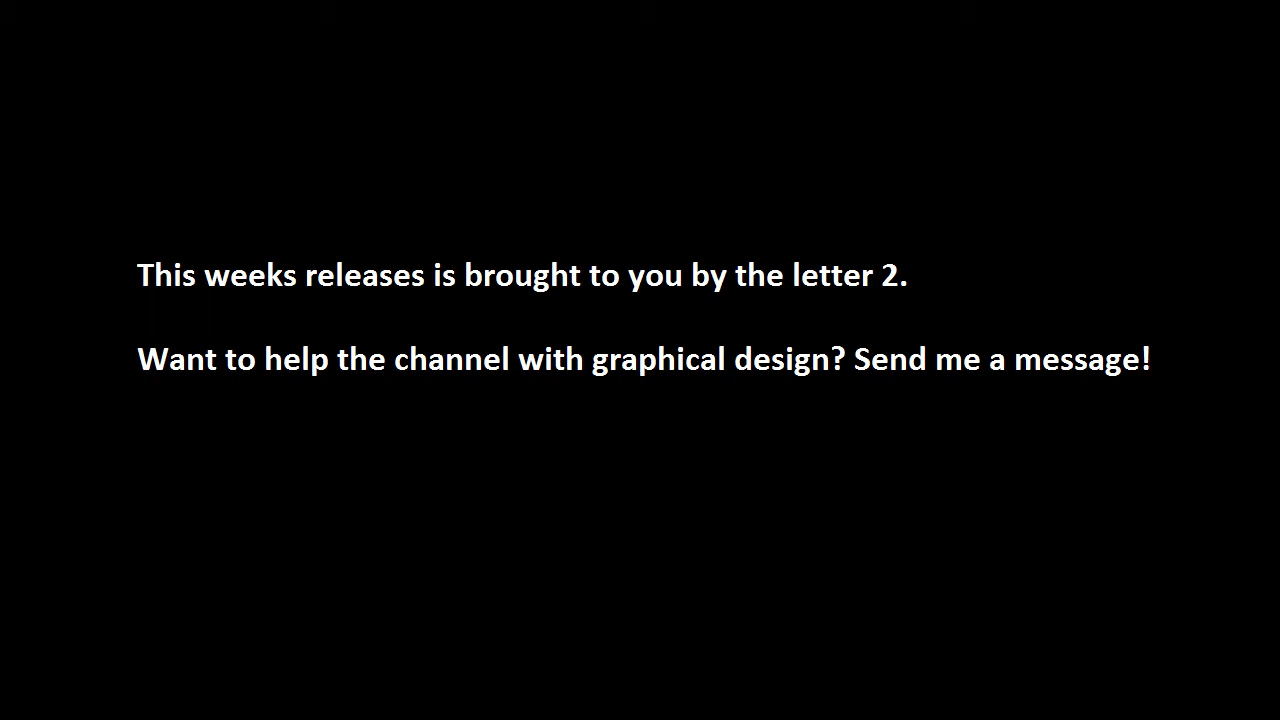 This weeks releases is brought to you by the letter 2.
Want to help the channel with graphical design? Send me a message!